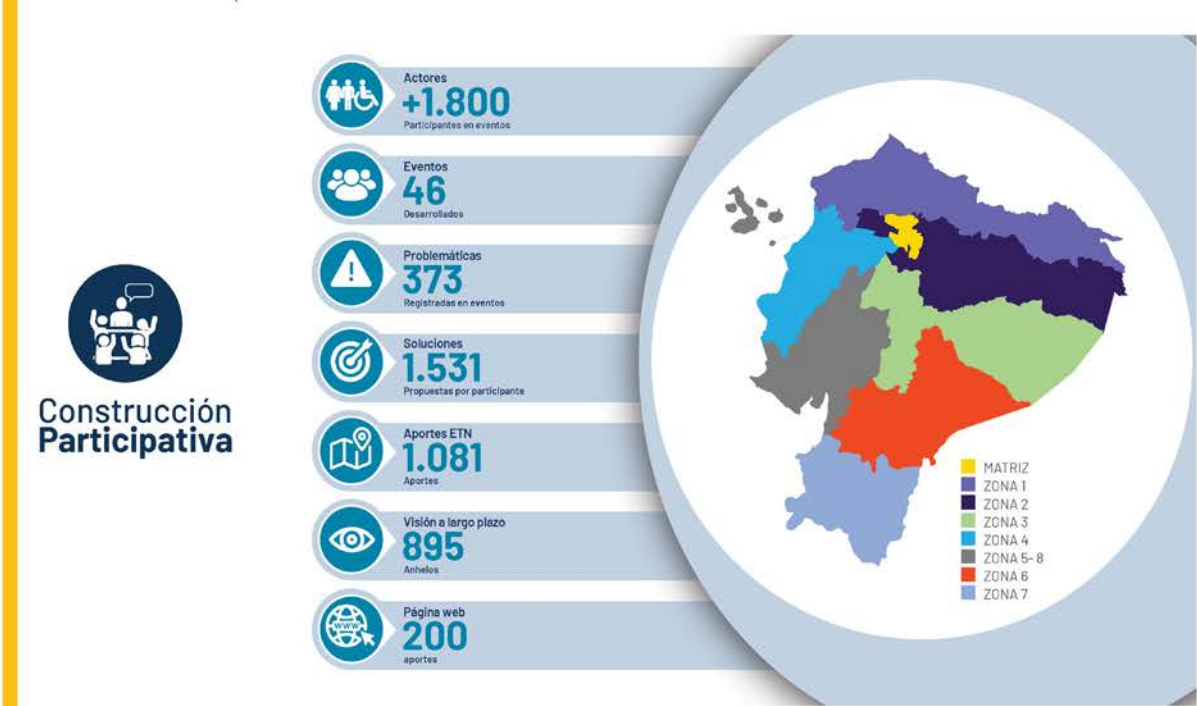 Construcción
Participativa
Actores
+1.800
Participantes en eventos
Eventos
46
Desarrollados
Problemáticas
373
Registradas en eventos
Soluciones
1.531
Propuestas por participante
Aportes ETN
1.081
Aportes
Visión a largo plazo
895
Anhelos
Página web
200
aportes
www
MATRIZ
ZONA 1
ZONA 2
ZONA 3
ZONA 4
ZONA 5- 8
ZONA 6
ZONA 7